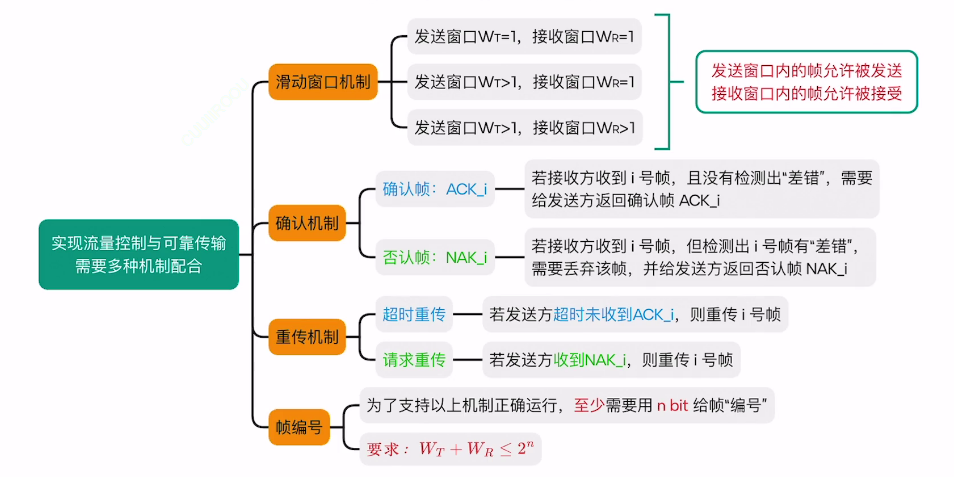 实现流量控制与可靠传输
需要多种机制配合
滑动窗口机制
发送窗口WT=1，接收窗口WR=1
发送窗口WT>1，接收窗口WR=1
发送窗口WT>1，接收窗口WR>1
发送窗口内的帧允许被发送
接收窗口内的帧允许被接受
确认机制
确认帧：ACK_i
若接收方收到 i 号帧，且没有检测出“差错”，需要
给发送方返回确认帧 ACK_i
否认帧：NAK_i
若接收方收到 i 号帧，但检测出 i 号帧有“差错”，
需要丢弃该帧，并给发送方返回否认帧 NAK_i
重传机制
超时重传
若发送方超时未收到ACK_i，则重传 i 号帧
请求重传
若发送方收到NAK_i，则重传 i 号帧
帧编号
为了支持以上机制正确运行，至少需要用 n bit 给帧“编号”
要求：$W_T + W_R \leq 2^n$